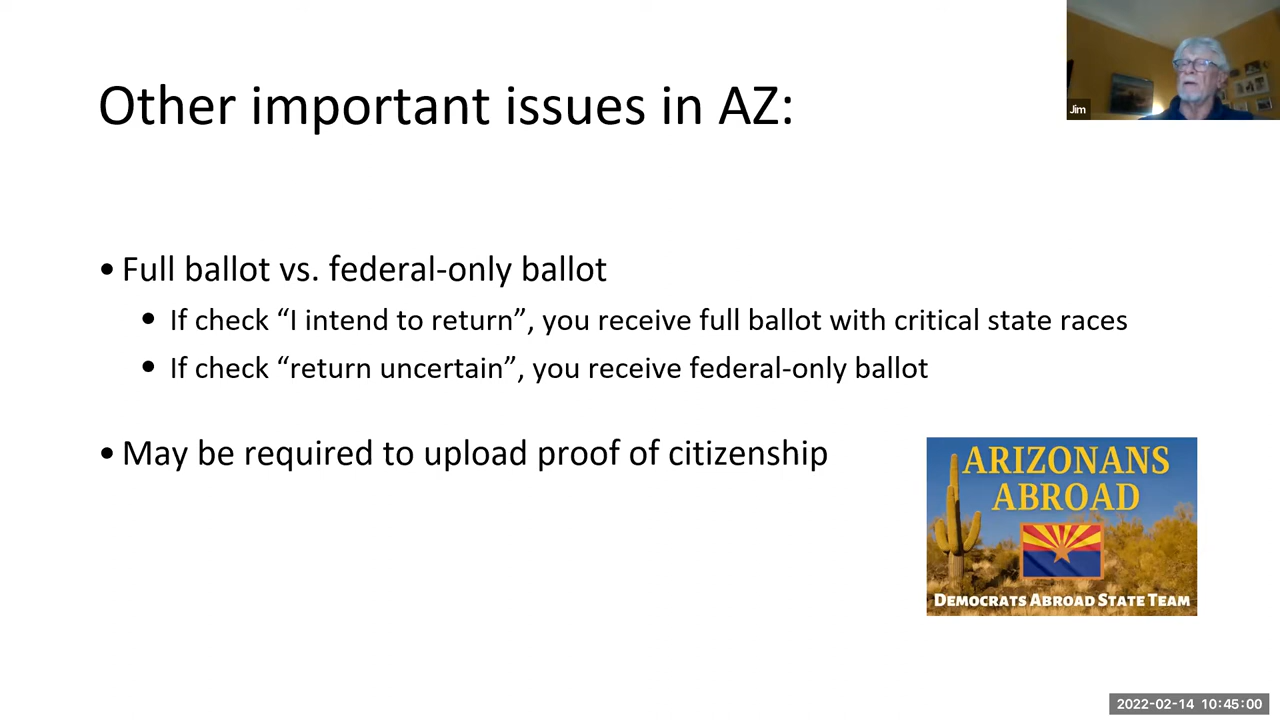 Other important issues in AZ:
Jim
• Full ballot vs. federal-only ballot
• If check “I intend to return”, you receive full ballot with critical state races
• If check “return uncertain”, you receive federal-only ballot
• May be required to upload proof of citizenship
ARIZONANS
ABROAD
DEMOCRATS ABROAD STATE TEAM
2022-02-14 10:45:00